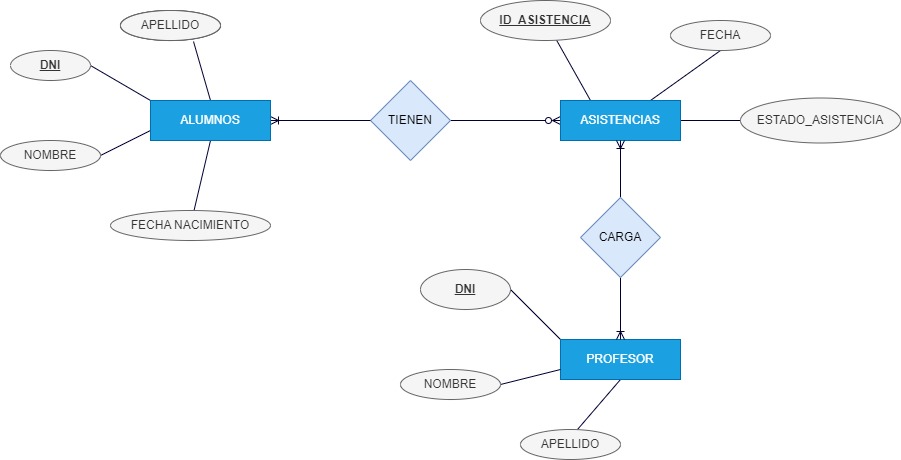 APELLIDO
ID_ASISTENCIA
FECHA
DNI
ALUMNOS
TIENEN
ASISTENCIAS
ESTADO_ASISTENCIA
NOMBRE
FECHA NACIMIENTO
CARGA
DNI
PROFESOR
NOMBRE
APELLIDO